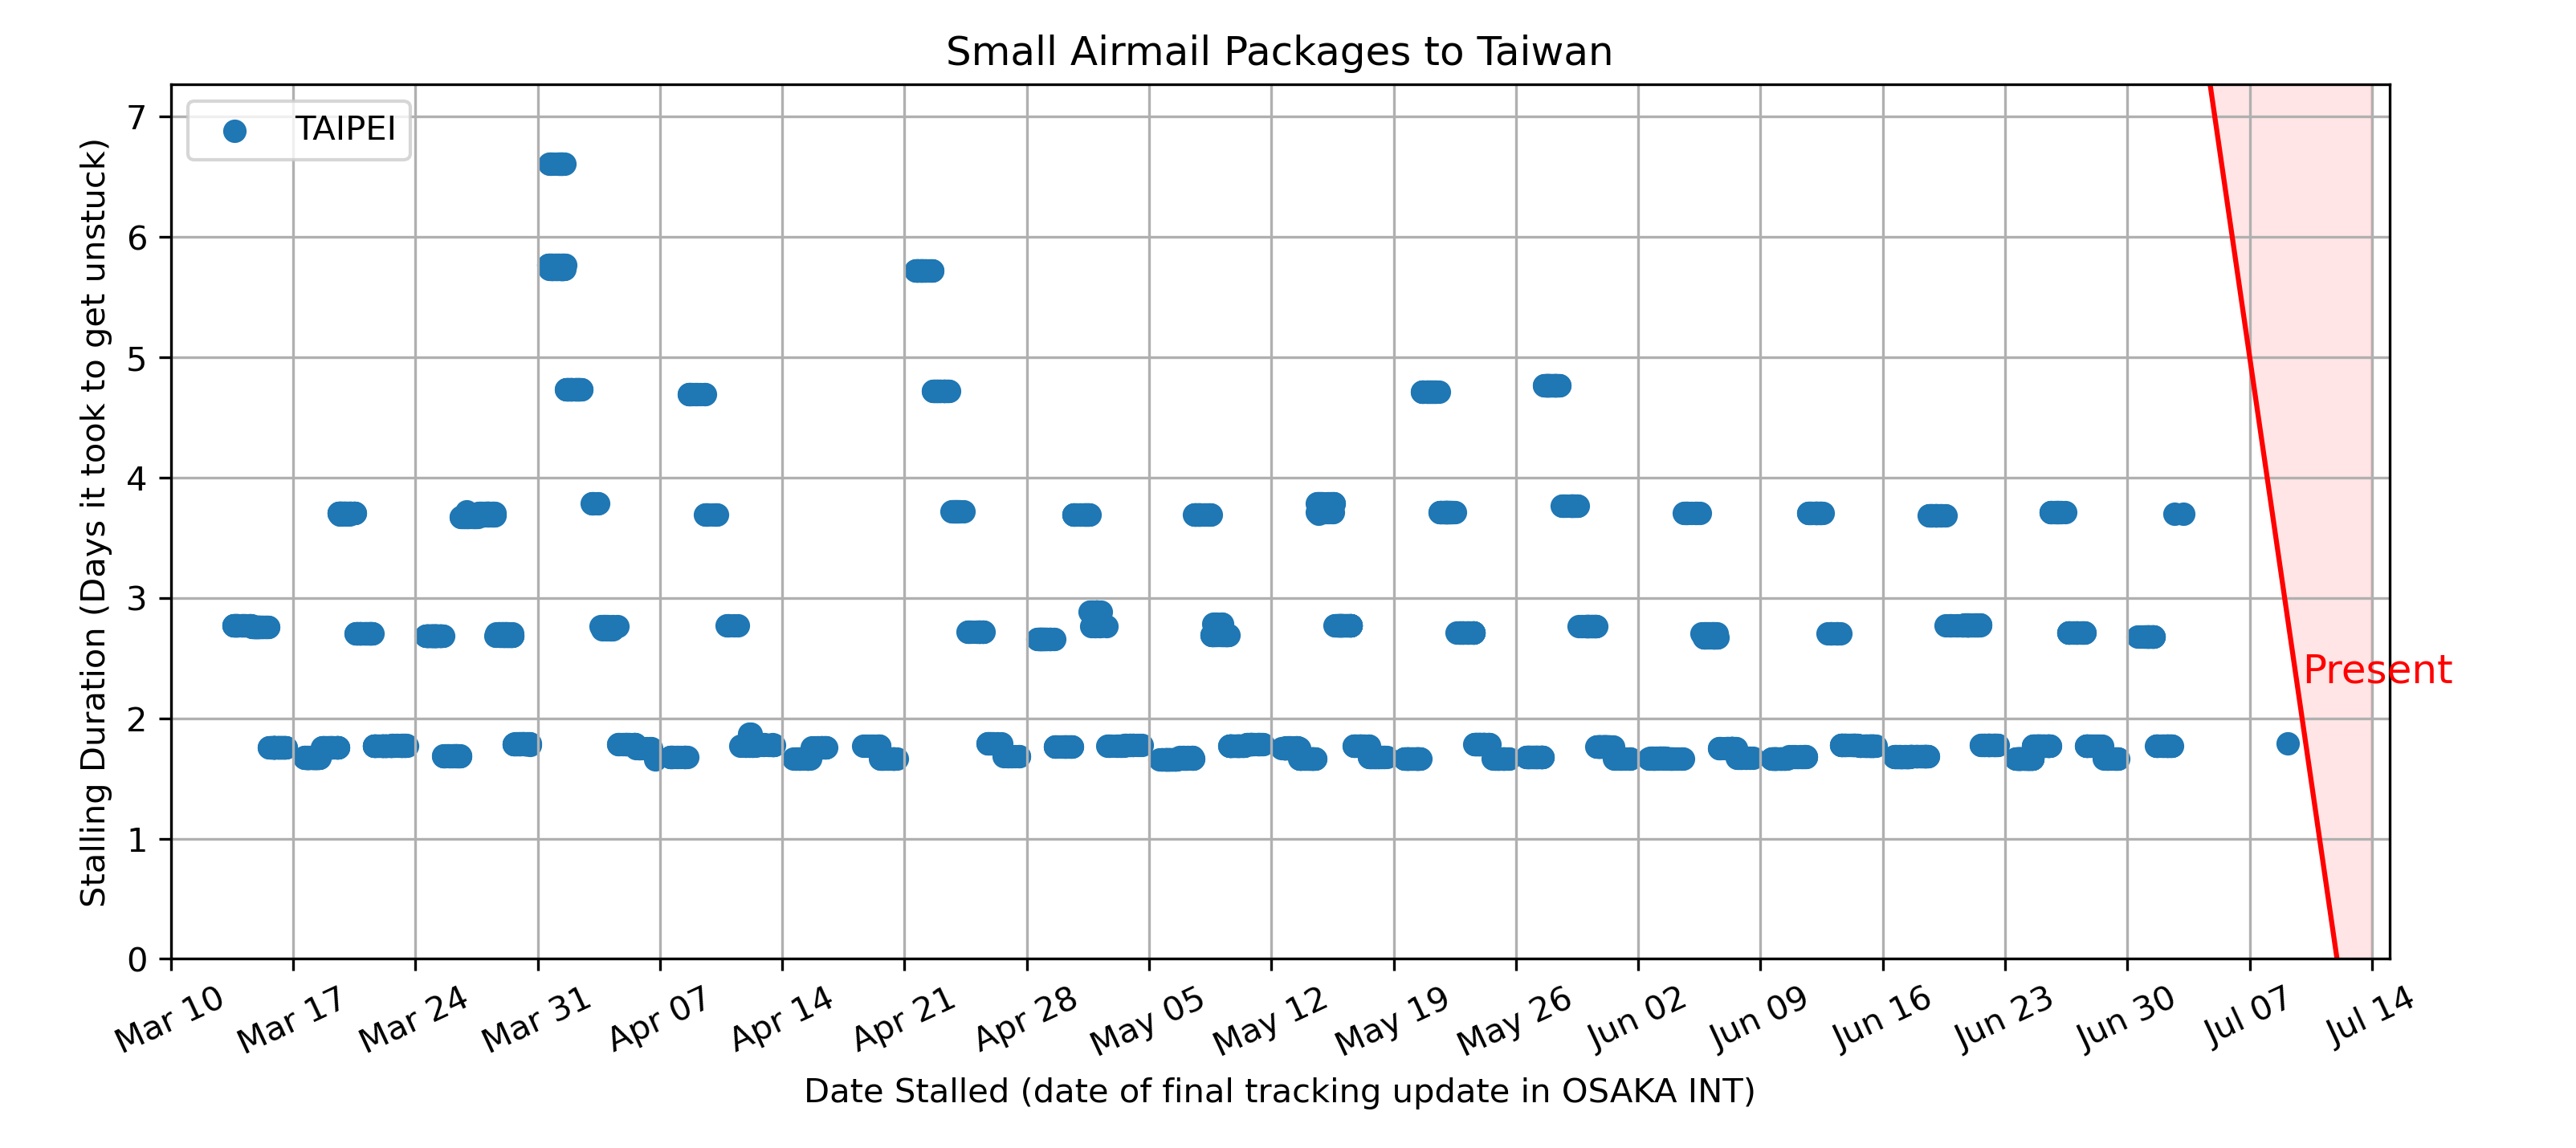 Small Airmail Packages to Taiwan
TAIPEI
Stalling Duration (Days it took to get unstuck)
7
6
5
4
3
2
1
0
Present
Mar 10
Mar 17
Mar 24
Mar 31
Apr 07
Apr 14
Apr 21
Apr 28
May 05
May 12
May 19
May 26
Jun 02
Jun 09
Jun 16
Jun 23
Jun 30
Jul 07
Jul 14
Date Stalled (date of final tracking update in OSAKA INT)